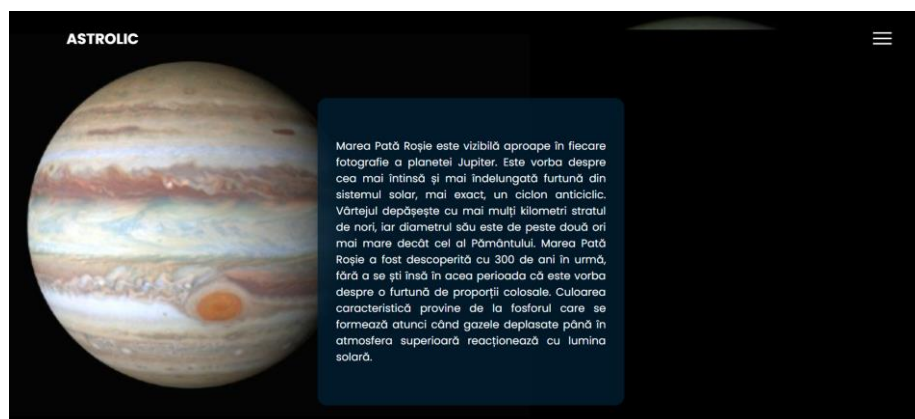 ASTROLIC
Marea Pată Roșie este vizibilă aproape în fiecare
fotografie a planetei Jupiter. Este vorba despre
cea mai întinsă și mai îndelungată furtună din
sistemul solar, mai exact, un ciclon anticiclic.
Vârtejul depășește cu mai mulți kilometri stratul
de nori, iar diametrul său este de peste două ori
mai mare decât cel al Pământului. Marea Pată
Roșie a fost descoperită cu 300 de ani în urmă,
fără a se ști însă în acea perioada că este vorba
despre o furtună de proporții colosale. Culoarea
caracteristică provine de la fosforul care se
formează atunci când gazele deplasate până în
atmosfera superioară reacționează cu lumina
solară.